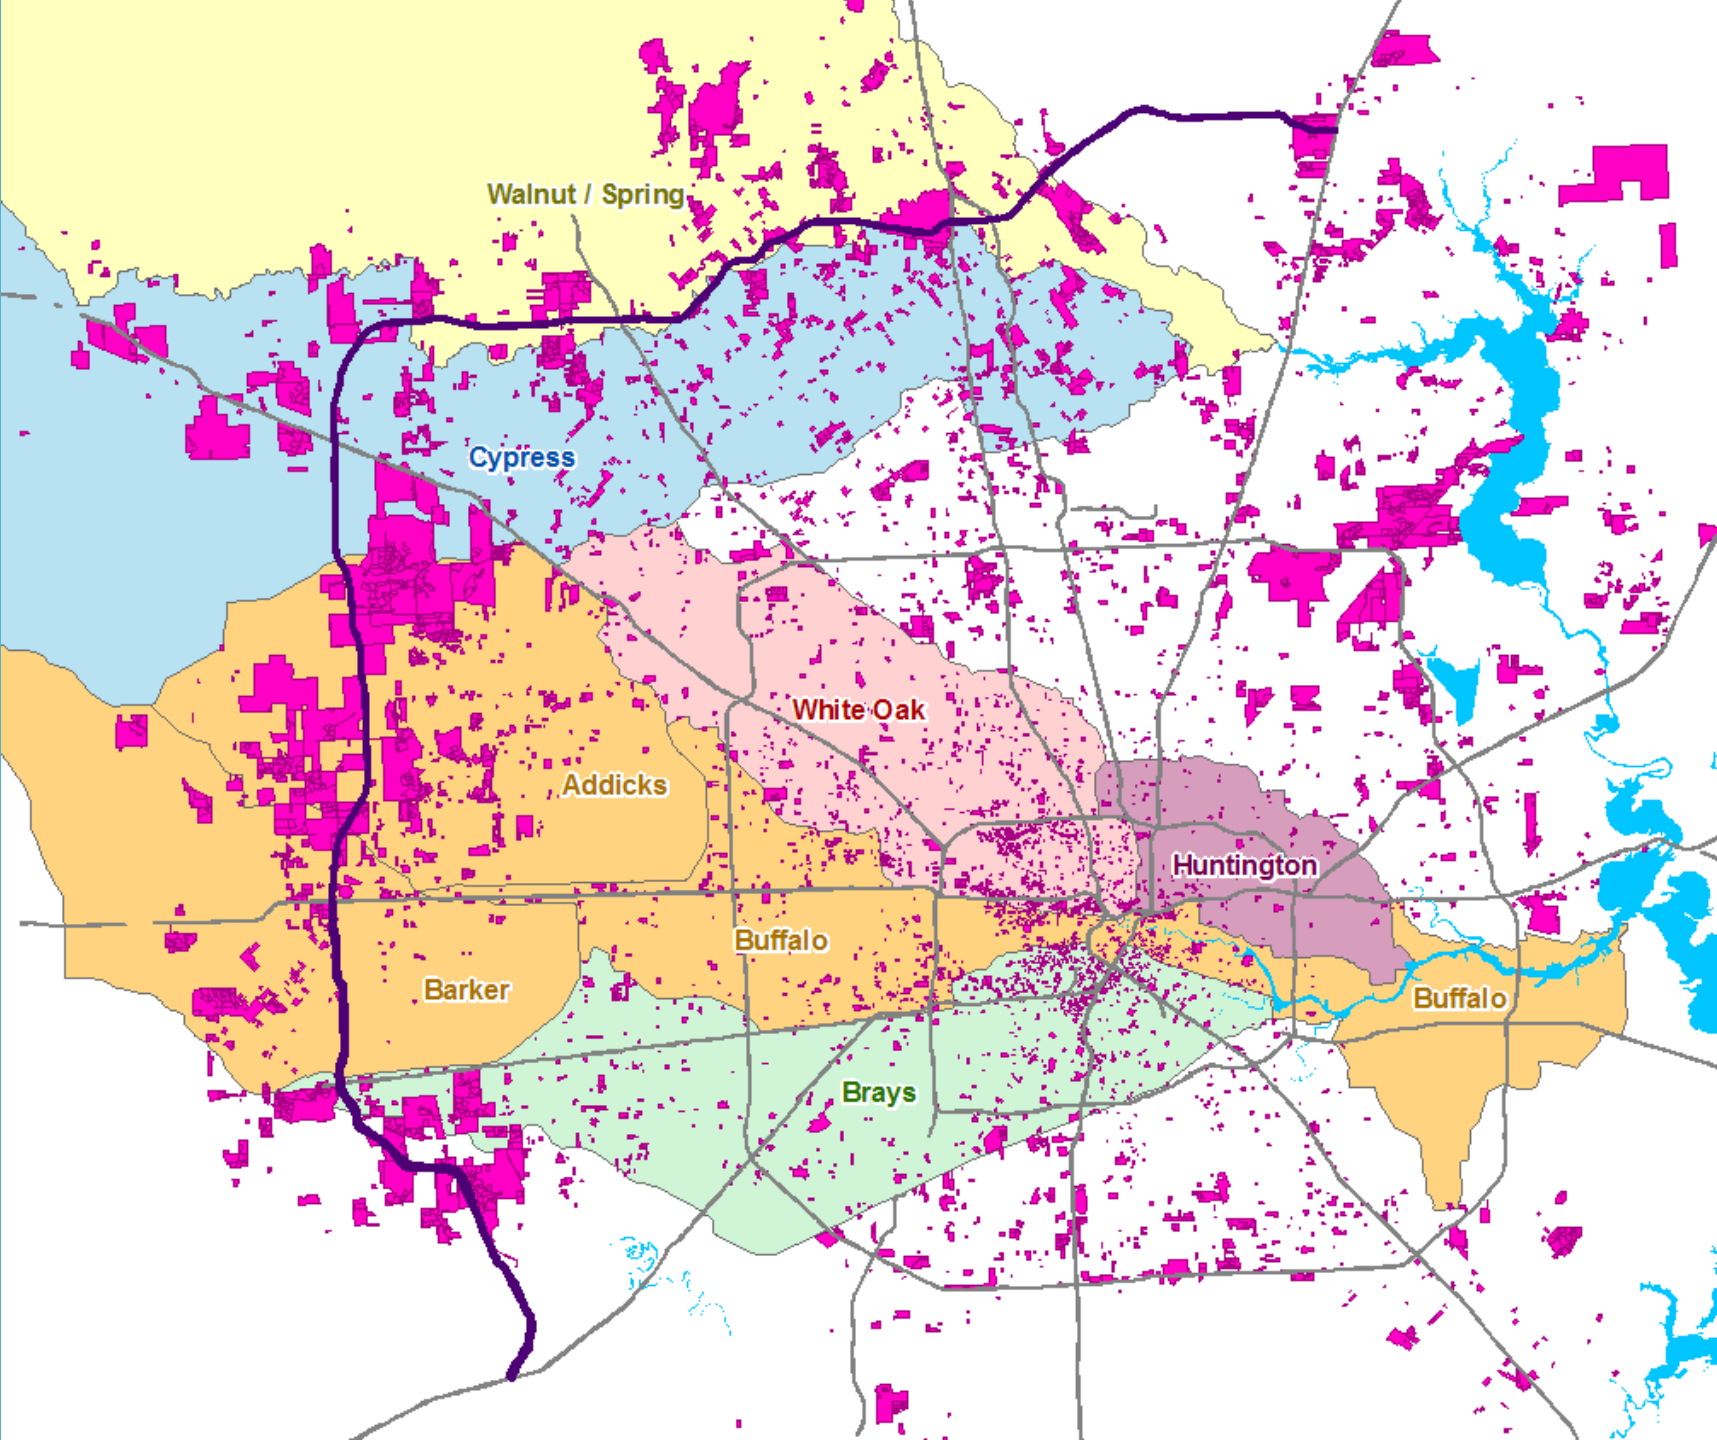 Walnut / Spring
Cypress
White Oak
Addicks
Huntington
Buffalo
Barker
Buffalo
Brays